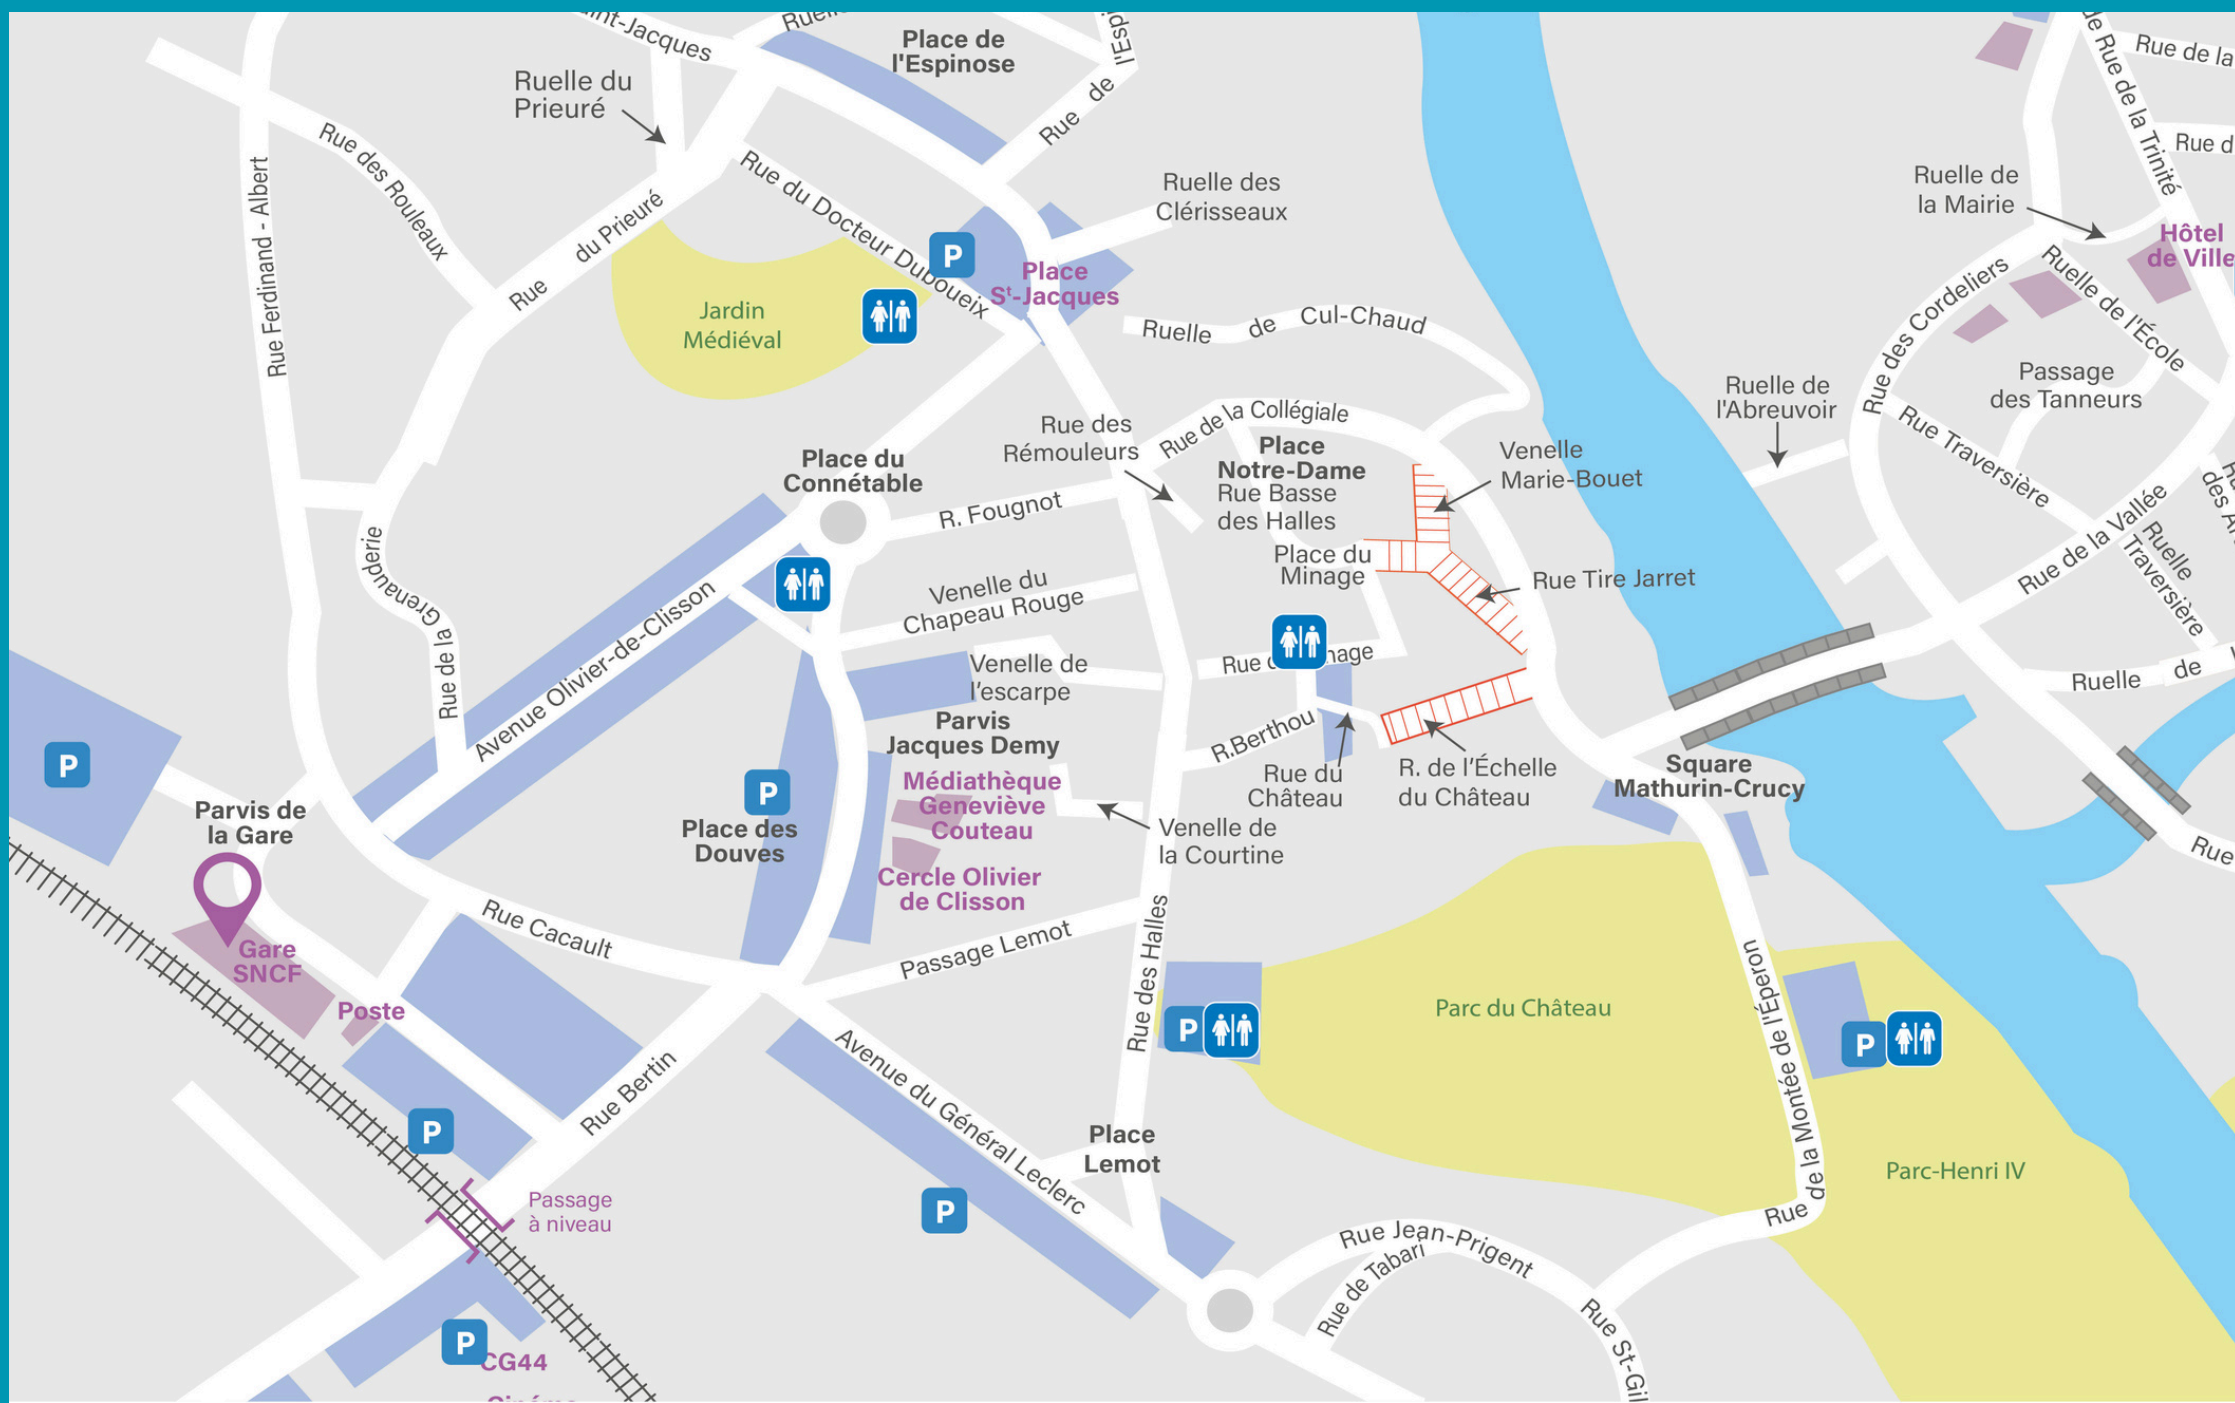 Place de
l'Espinose
Ruelle du
Prieuré
Rue de
Rue des Rouleaux
Rue Ferdinand - Albert
Rue du Prieuré
Rue du Docteur Duboueix
Ruelle des
Clérisseaux
P
Place
St-Jacques
Jardin
Médiéval
Ruelle de Cul-Chaud
Rue de la Collégiale
Rue des
Rémouleurs
Place
Notre-Dame
Rue Basse
des Halles
Place du
Minage
Venelle
Marie-Bouet
Rue Tire Jarret
Place du
Connétable
R. Fougnot
Venelle du
Chapeau Rouge
Venelle de
l'escarpe
Avenue Olivier-de-Clisson
Rue de la Grenauderie
Parvis
Jacques Demy
Médiathèque
Geneviève
Couteau
Cercle Olivier
de Clisson
P
Place des
Douves
R.Berthou
Rue du
Château
R. de l'Échelle
du Château
Venelle de
la Courtine
Square
Mathurin-Crucy
Ruelle de
l'Abreuvoir
Ruelle de
la Mairie
Hôtel
de Ville
Rue de la Trinité
Rue de la
Rue des Cordeliers
Ruelle de l'École
Passage
des Tanneurs
Rue Traversière
Rue de la Vallée
Ruelle
Traversière
Ruelle de
Rue
P
Parvis de
la Gare
Gare
SNCF
Poste
Rue Cacault
Passage Lemot
Rue des Halles
P
Parc du Château
Rue de la Montée de l'Éperon
P
Parc-Henri IV
P
Rue Bertin
Avenue du Général Leclerc
Place
Lemot
P
Passage
à niveau
Rue Jean-Prigent
Rue de Tabari
Rue St-Gil
P
CG44